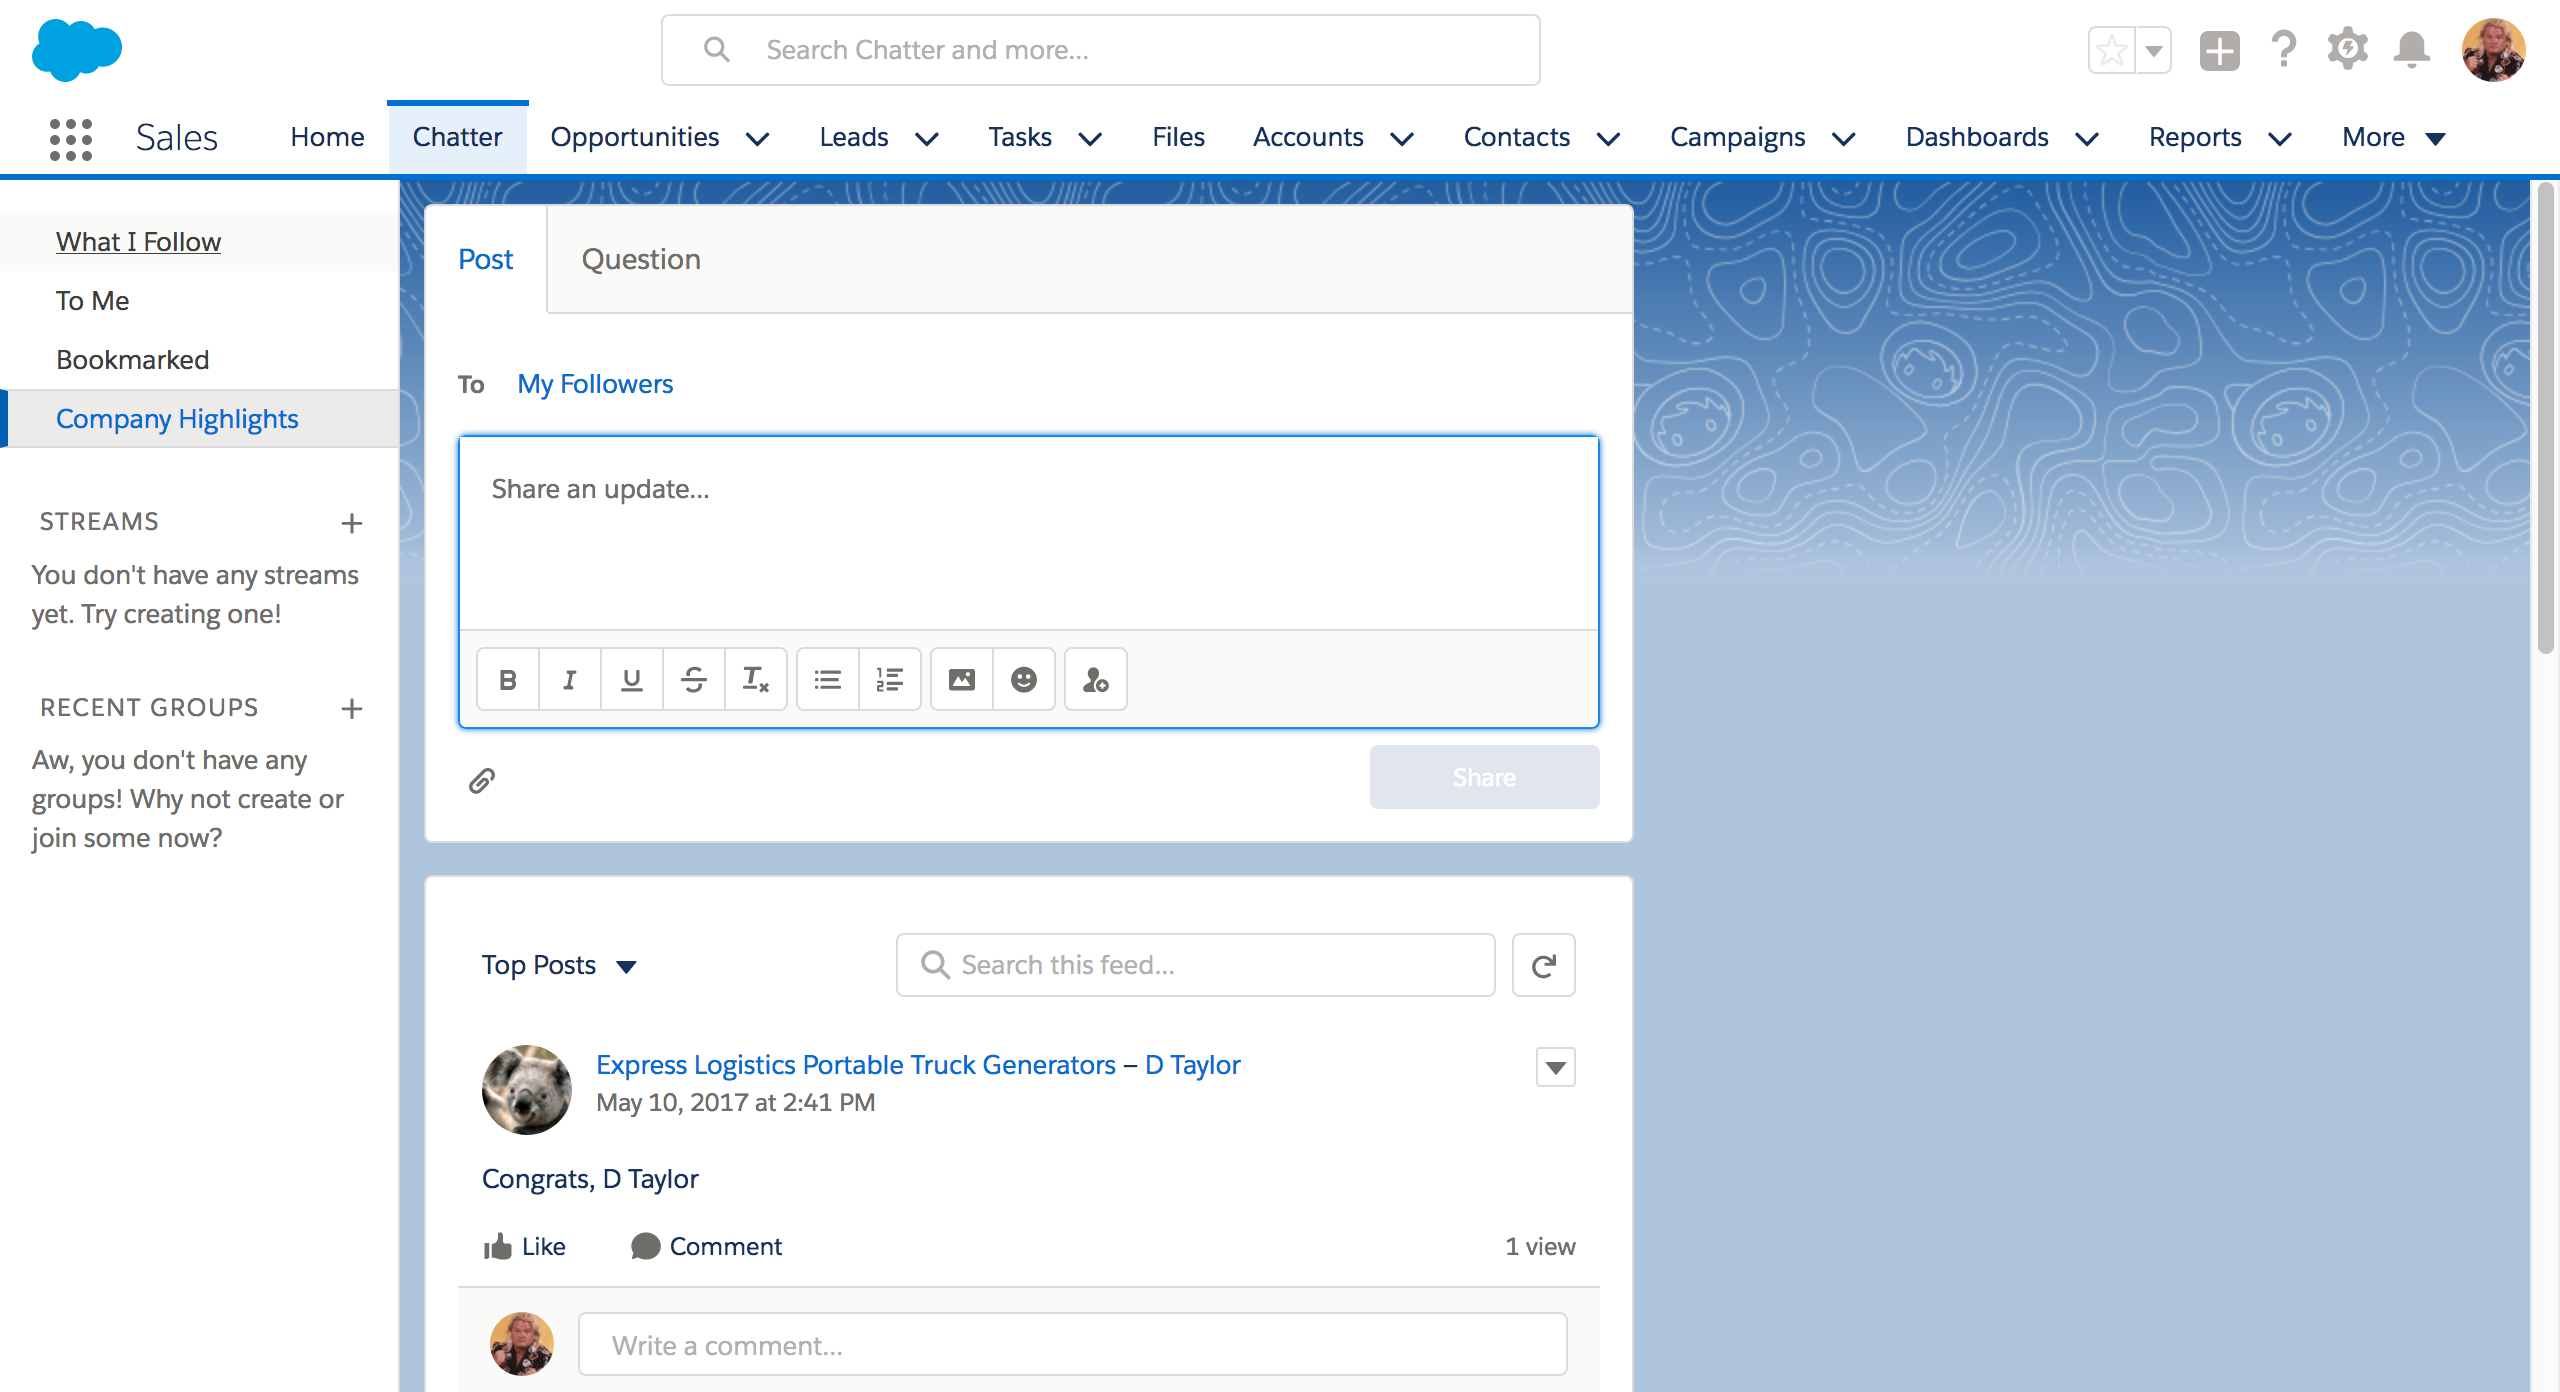 Search Chatter and more...
Sales Home Chatter Opportunities Leads Tasks Files Accounts Contacts Campaigns Dashboards Reports More
What I Follow
To Me
Bookmarked
Company Highlights
STREAMS
You don't have any streams
yet. Try creating one!
RECENT GROUPS
Aw, you don't have any
groups! Why not create or
join some now?
Post Question
To My Followers
Share an update...
Share
Top Posts Search this feed...
Express Logistics Portable Truck Generators – D Taylor
May 10, 2017 at 2:41 PM
Congrats, D Taylor
Like Comment 1 view
Write a comment...